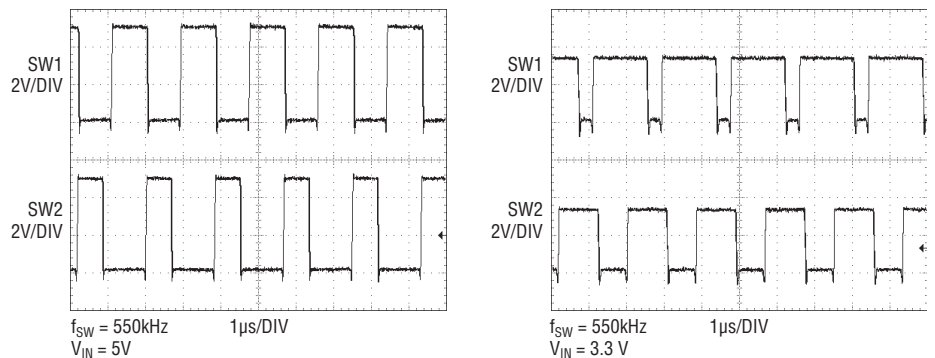 SW1
2V/DIV
SW2
2V/DIV
fSW = 550kHz
1µs/DIV
VIN = 5V
SW1
2V/DIV
SW2
2V/DIV
fSW = 550kHz
1µs/DIV
VIN = 3.3 V